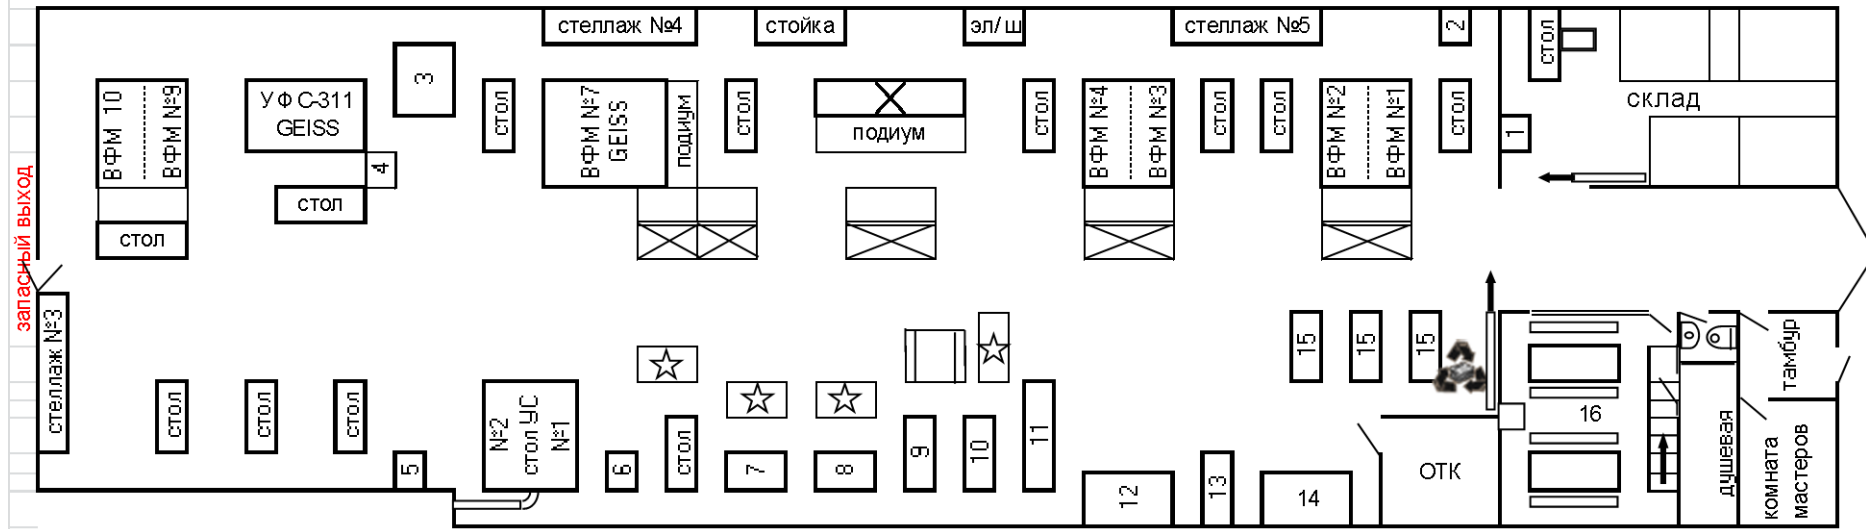 стеллаж №4
стойка
эл/ш
стеллаж №5
2
стол
3
ВФМ 10
ВФМ №9
УФС-311
GEISS
стол
ВФМ №7
GEISS
подиум
стол
подиум
стол
ВФМ №4
ВФМ №3
стол
стол
ВФМ №2
ВФМ №1
стол
1
склад
4
стол
стол
запасный выход
стеллаж №3
15
15
15
тамбур
стол
стол
стол
№2
стол УС
№1
5
6
стол
7
8
9
10
11
12
13
14
ОТК
16
душевая
комната
мастеров